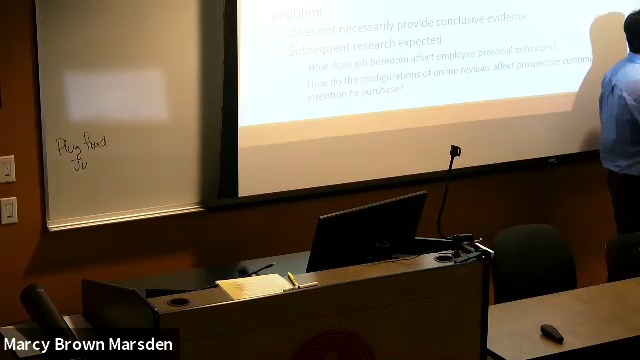 problem
Does not necessarily provide conclusive evidence
Subsequent research expected
How does job boredom affect employee prosocial behaviors?
How do the configurations of online reviews affect prospective custom
intention to purchase?
Marcy Brown Marsden